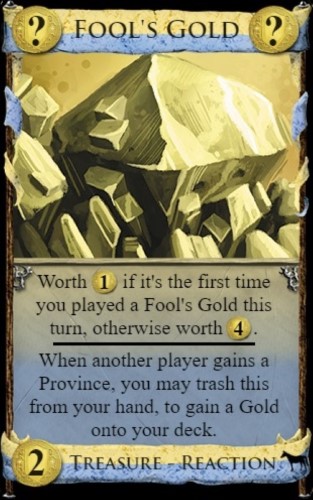 ? FOOL'S GOLD ?
Worth 1 if it's the first time
you played a Fool's Gold this
turn, otherwise worth 4.
When another player gains a
Province, you may trash this
from your hand, to gain a Gold
onto your deck.
2 TREASURE - REACTION